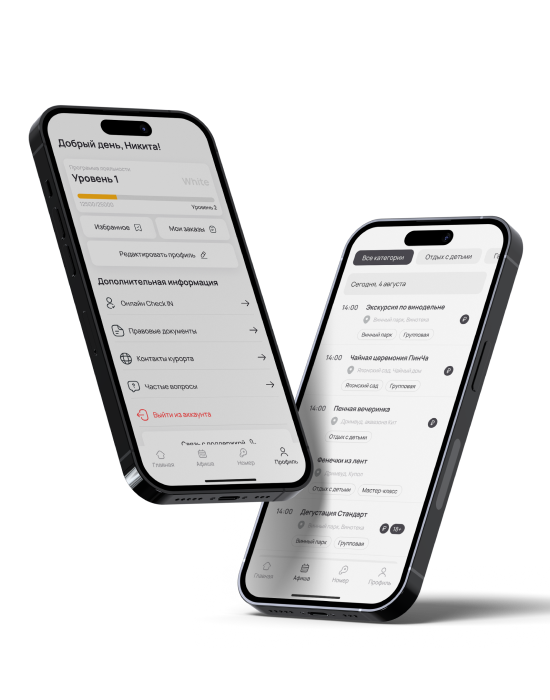 Добрый день, Никита!
Программа лояльности
Уровень 1
White
Уровень 2
Избранное
Мои заказы
Редактировать профиль
Дополнительная информация
Онлайн Check IN
Правовые документы
Контакты курорта
Частые вопросы
Выйти из аккаунта
Связь с поддержкой
Главная
Афиша
Номер
Профиль
Все категории
Отдых с детьми
Сегодня, 4 августа
14:00 Экскурсия по винодельне
Винный парк, Винотека
₽
Винный парк
Групповая
14:00 Чайная церемония ПинЧа
Японский сад, Чайный дом
₽
Японский сад
Групповая
14:00 Пенная вечеринка
₽
Отдых с детьми
Фенечки из лент
Отдых с детьми
Мастер-класс
14:00 Дегустация Стандарт
Винный парк, Винотека
₽ 18+
Винный парк
Групповая
Главная
Афиша
Номер
Профиль